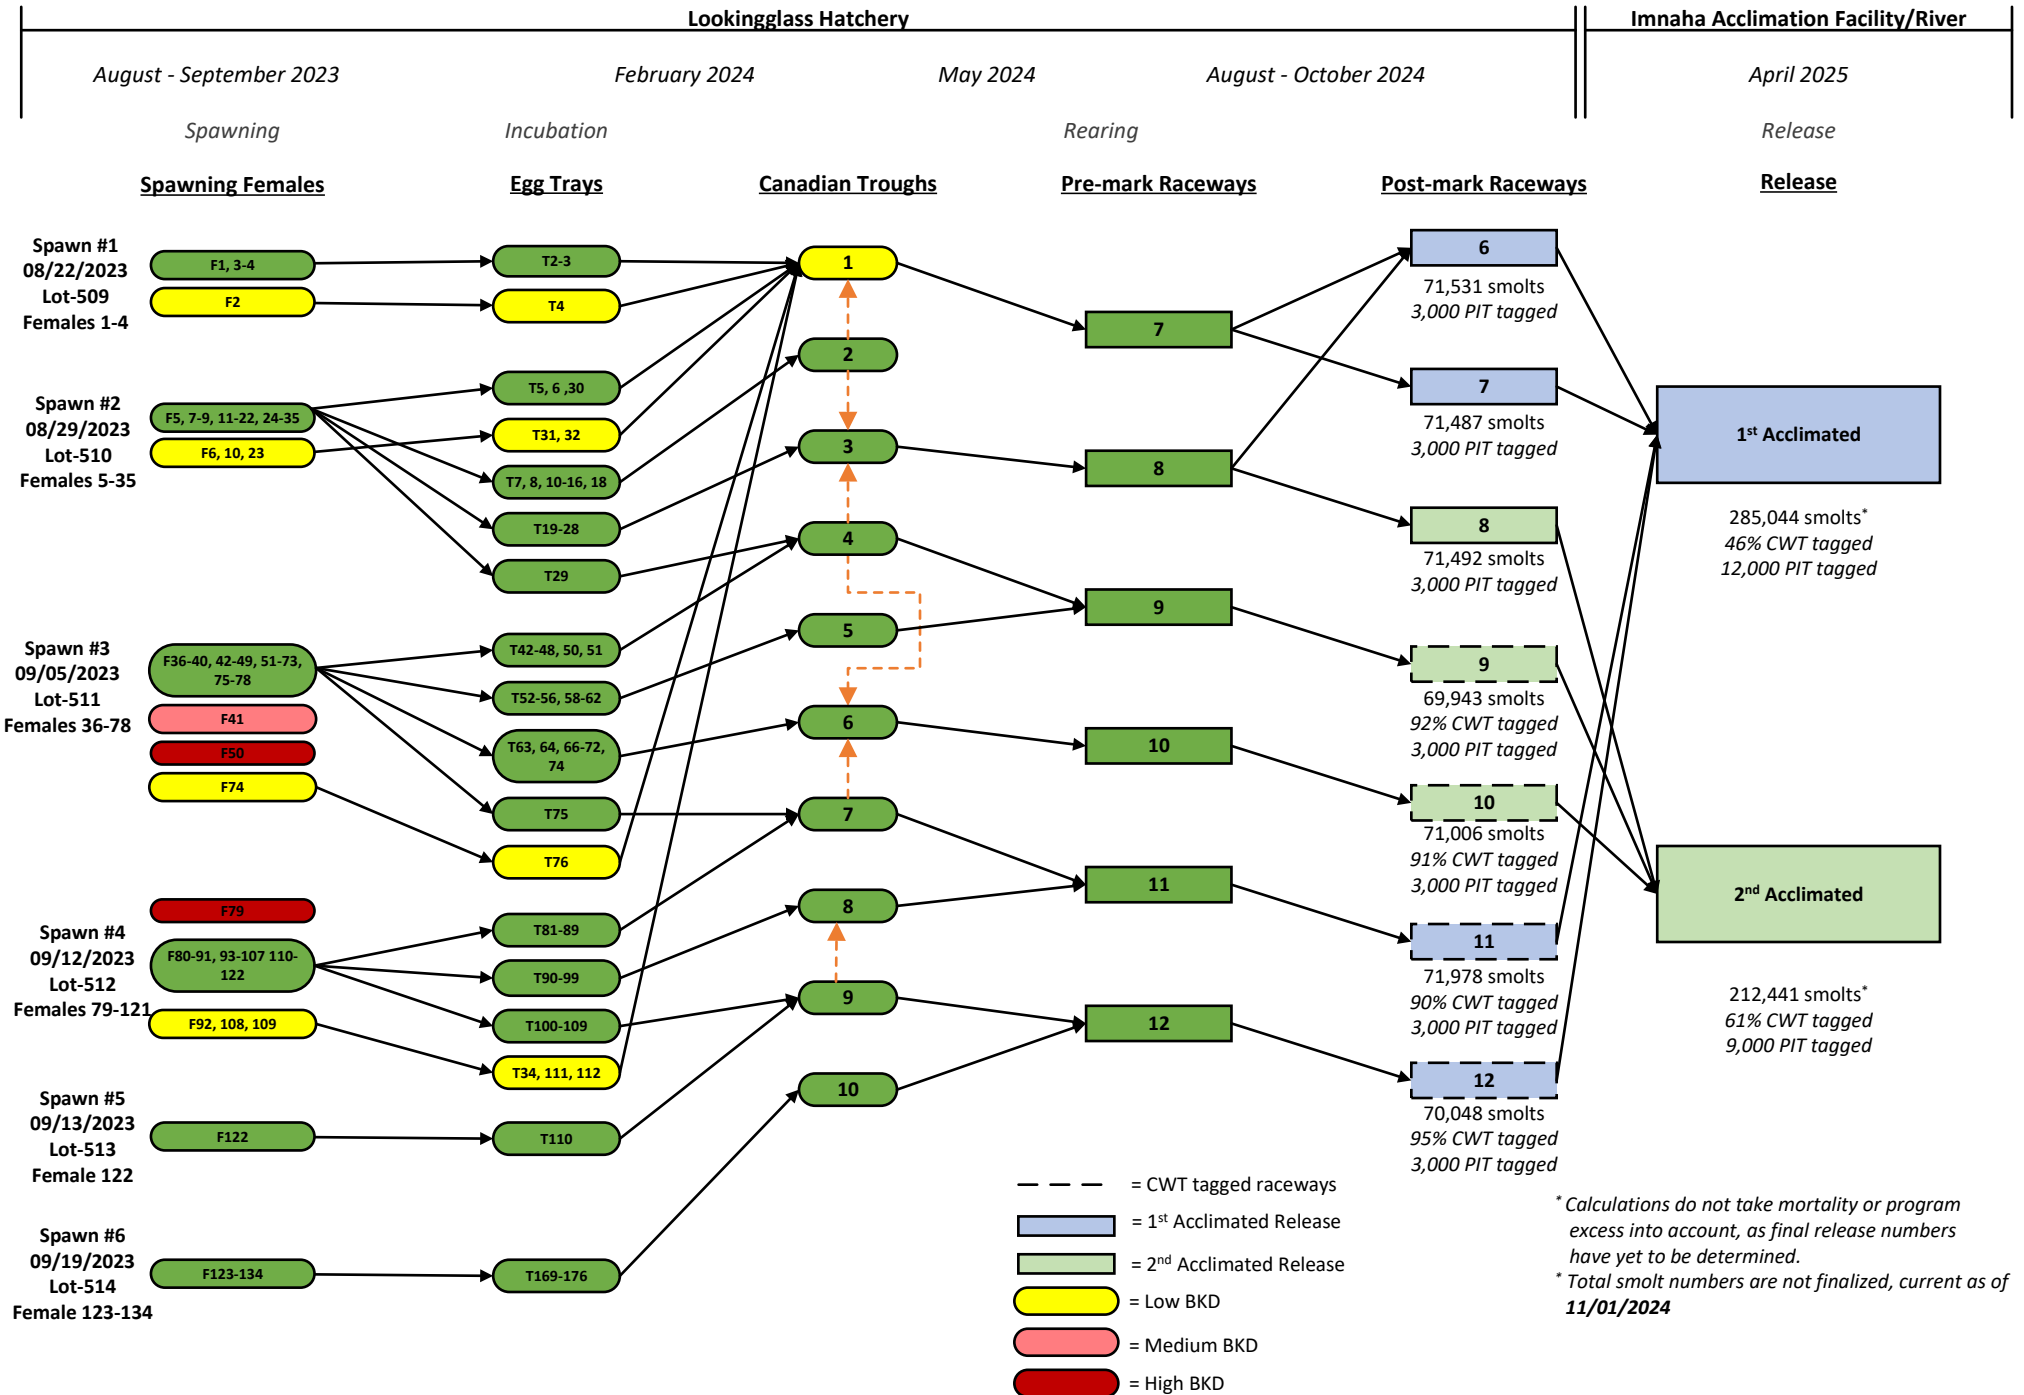 Lookingglass Hatchery
Imnaha Acclimation Facility/River
August - September 2023
February 2024
May 2024
August - October 2024
April 2025
Spawning
Incubation
Rearing
Release
Spawning Females
Egg Trays
Canadian Troughs
Pre-mark Raceways
Post-mark Raceways
Release
Spawn #1
08/22/2023
Lot-509
Females 1-4
F1, 3-4
F2
Spawn #2
08/29/2023
Lot-510
Females 5-35
F5, 7-9, 11-22, 24-35
F6, 10, 23
Spawn #3
09/05/2023
Lot-511
Females 36-78
F36-40, 42-49, 51-73,
75-78
F41
F50
F74
Spawn #4
09/12/2023
Lot-512
Females 79-121
F79
F80-91, 93-107 110-
122
F92, 108, 109
Spawn #5
09/13/2023
Lot-513
Female 122
F122
Spawn #6
09/19/2023
Lot-514
Female 123-134
F123-134
T2-3
T4
T5, 6 ,30
T31, 32
T7, 8, 10-16, 18
T19-28
T29
T42-48, 50, 51
T52-56, 58-62
T63, 64, 66-72,
74
T75
T76
T81-89
T90-99
T100-109
T34, 111, 112
T110
T169-176
1
2
3
4
5
6
7
8
9
10
7
8
9
10
11
12
6
71,531 smolts
3,000 PIT tagged
7
71,487 smolts
3,000 PIT tagged
8
71,492 smolts
3,000 PIT tagged
9
69,943 smolts
92% CWT tagged
3,000 PIT tagged
10
71,006 smolts
91% CWT tagged
3,000 PIT tagged
11
71,978 smolts
90% CWT tagged
3,000 PIT tagged
12
70,048 smolts
95% CWT tagged
3,000 PIT tagged
1st Acclimated
285,044 smolts*
46% CWT tagged
12,000 PIT tagged
2nd Acclimated
212,441 smolts*
61% CWT tagged
9,000 PIT tagged
= CWT tagged raceways
= 1st Acclimated Release
= 2nd Acclimated Release
= Low BKD
= Medium BKD
= High BKD
* Calculations do not take mortality or program
excess into account, as final release numbers
have yet to be determined.
* Total smolt numbers are not finalized, current as of
11/01/2024